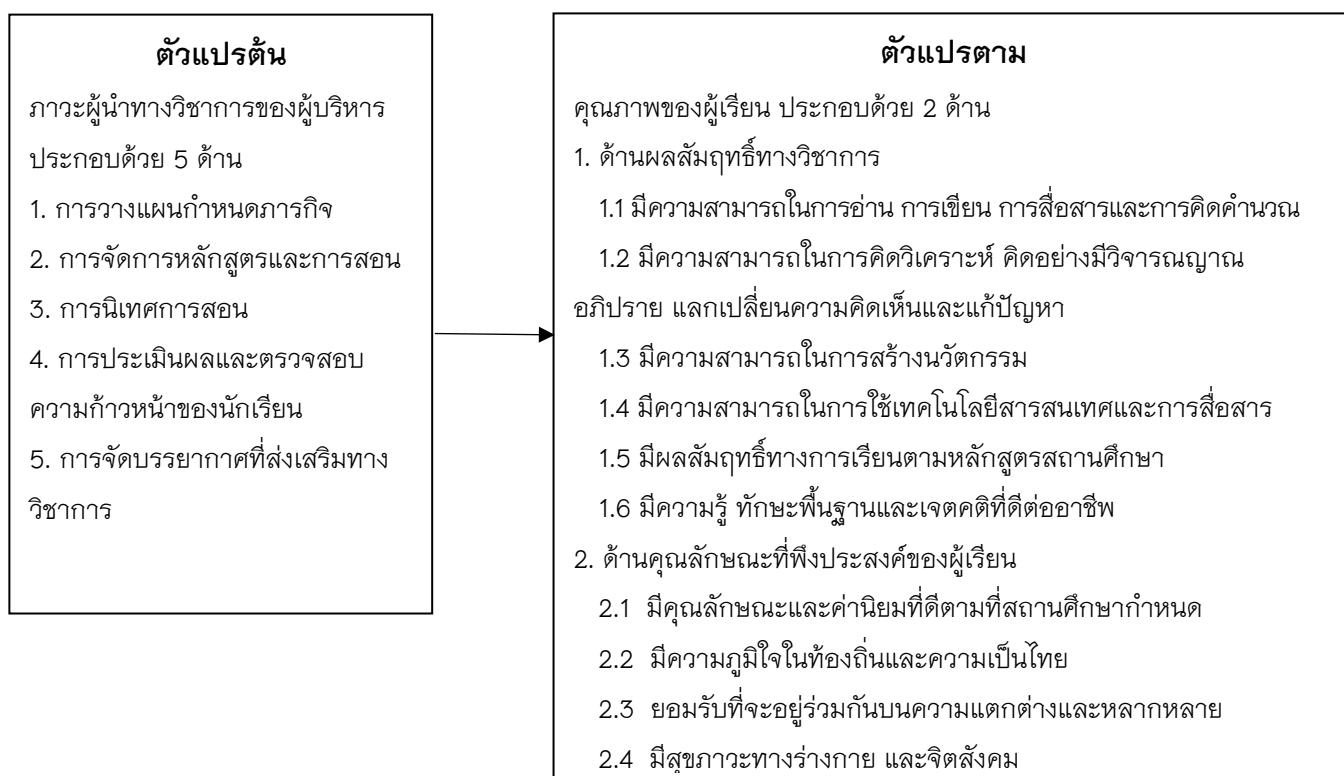 ตัวแปรต้น
ภาวะผู้นำทางวิชาการของผู้บริหาร
ประกอบด้วย 5 ด้าน
1. การวางแผนกำหนดภารกิจ
2. การจัดการหลักสูตรและการสอน
3. การนิเทศการสอน
4. การประเมินผลและตรวจสอบ
ความก้าวหน้าของนักเรียน
5. การจัดบรรยากาศที่ส่งเสริมทาง
วิชาการ
ตัวแปรตาม
คุณภาพของผู้เรียน ประกอบด้วย 2 ด้าน
1. ด้านผลสัมฤทธิ์ทางวิชาการ
1.1 มีความสามารถในการอ่าน การเขียน การสื่อสารและการคิดคำนวณ
1.2 มีความสามารถในการคิดวิเคราะห์ คิดอย่างมีวิจารณญาณ
อภิปราย แลกเปลี่ยนความคิดเห็นและแก้ปัญหา
1.3 มีความสามารถในการสร้างนวัตกรรม
1.4 มีความสามารถในการใช้เทคโนโลยีสารสนเทศและการสื่อสาร
1.5 มีผลสัมฤทธิ์ทางการเรียนตามหลักสูตรสถานศึกษา
1.6 มีความรู้ ทักษะพื้นฐานและเจตคติที่ดีต่ออาชีพ
2. ด้านคุณลักษณะที่พึงประสงค์ของผู้เรียน
2.1 มีคุณลักษณะและค่านิยมที่ดีตามที่สถานศึกษากำหนด
2.2 มีความภูมิใจในท้องถิ่นและความเป็นไทย
2.3 ยอมรับที่จะอยู่ร่วมกันบนความแตกต่างและหลากหลาย
2.4 มีสุขภาวะทางร่างกาย และจิตสังคม